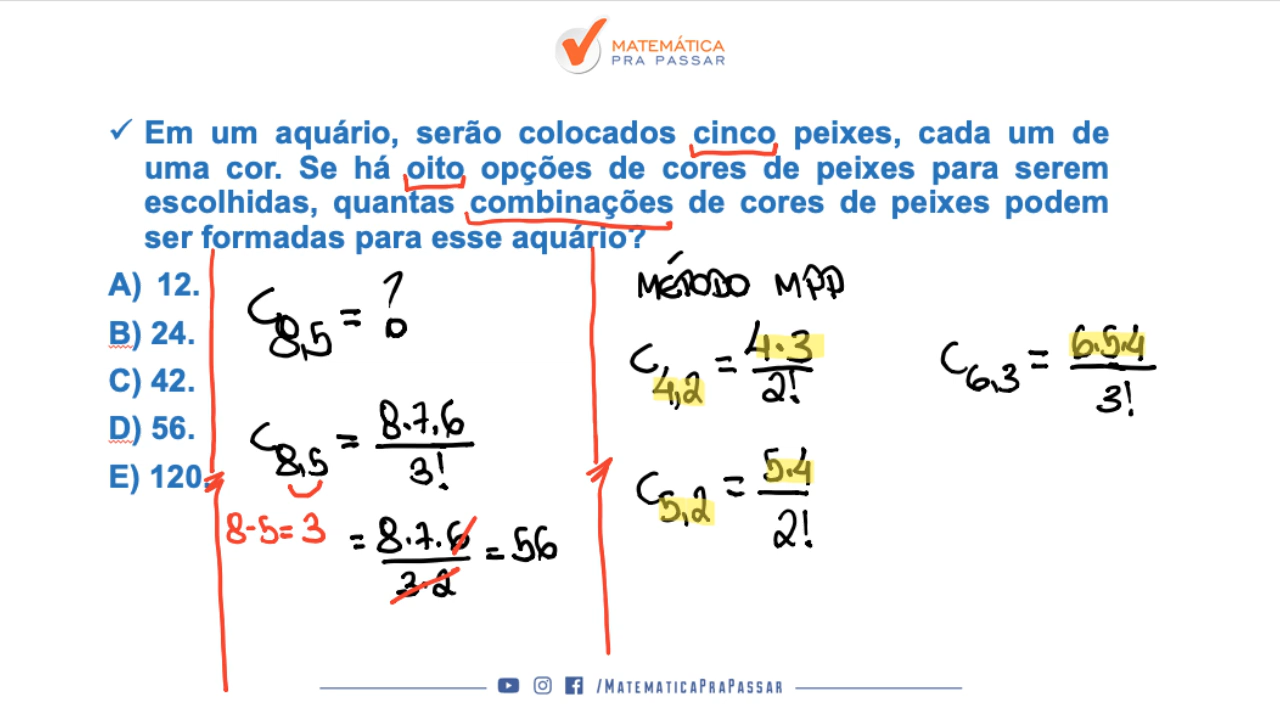 MATEMÁTICA
PRA PASSAR
✓ Em um aquário, serão colocados cinco peixes, cada um de
uma cor. Se há oito opções de cores de peixes para serem
escolhidas, quantas combinações de cores de peixes podem
ser formadas para esse aquário?
A) 12.
B) 24.
C) 42.
D) 56.
E) 120.
C8,5 = ?
C8,5 = 8.7.6/3!
8-5=3
= 8.7.6/3.2 = 56
MÉTODO MPP
C4,2 = 4.3/2!
C6,3 = 6.5.4/3!
C5,2 = 5.4/2!
/MATEMATICAPRAPASSAR